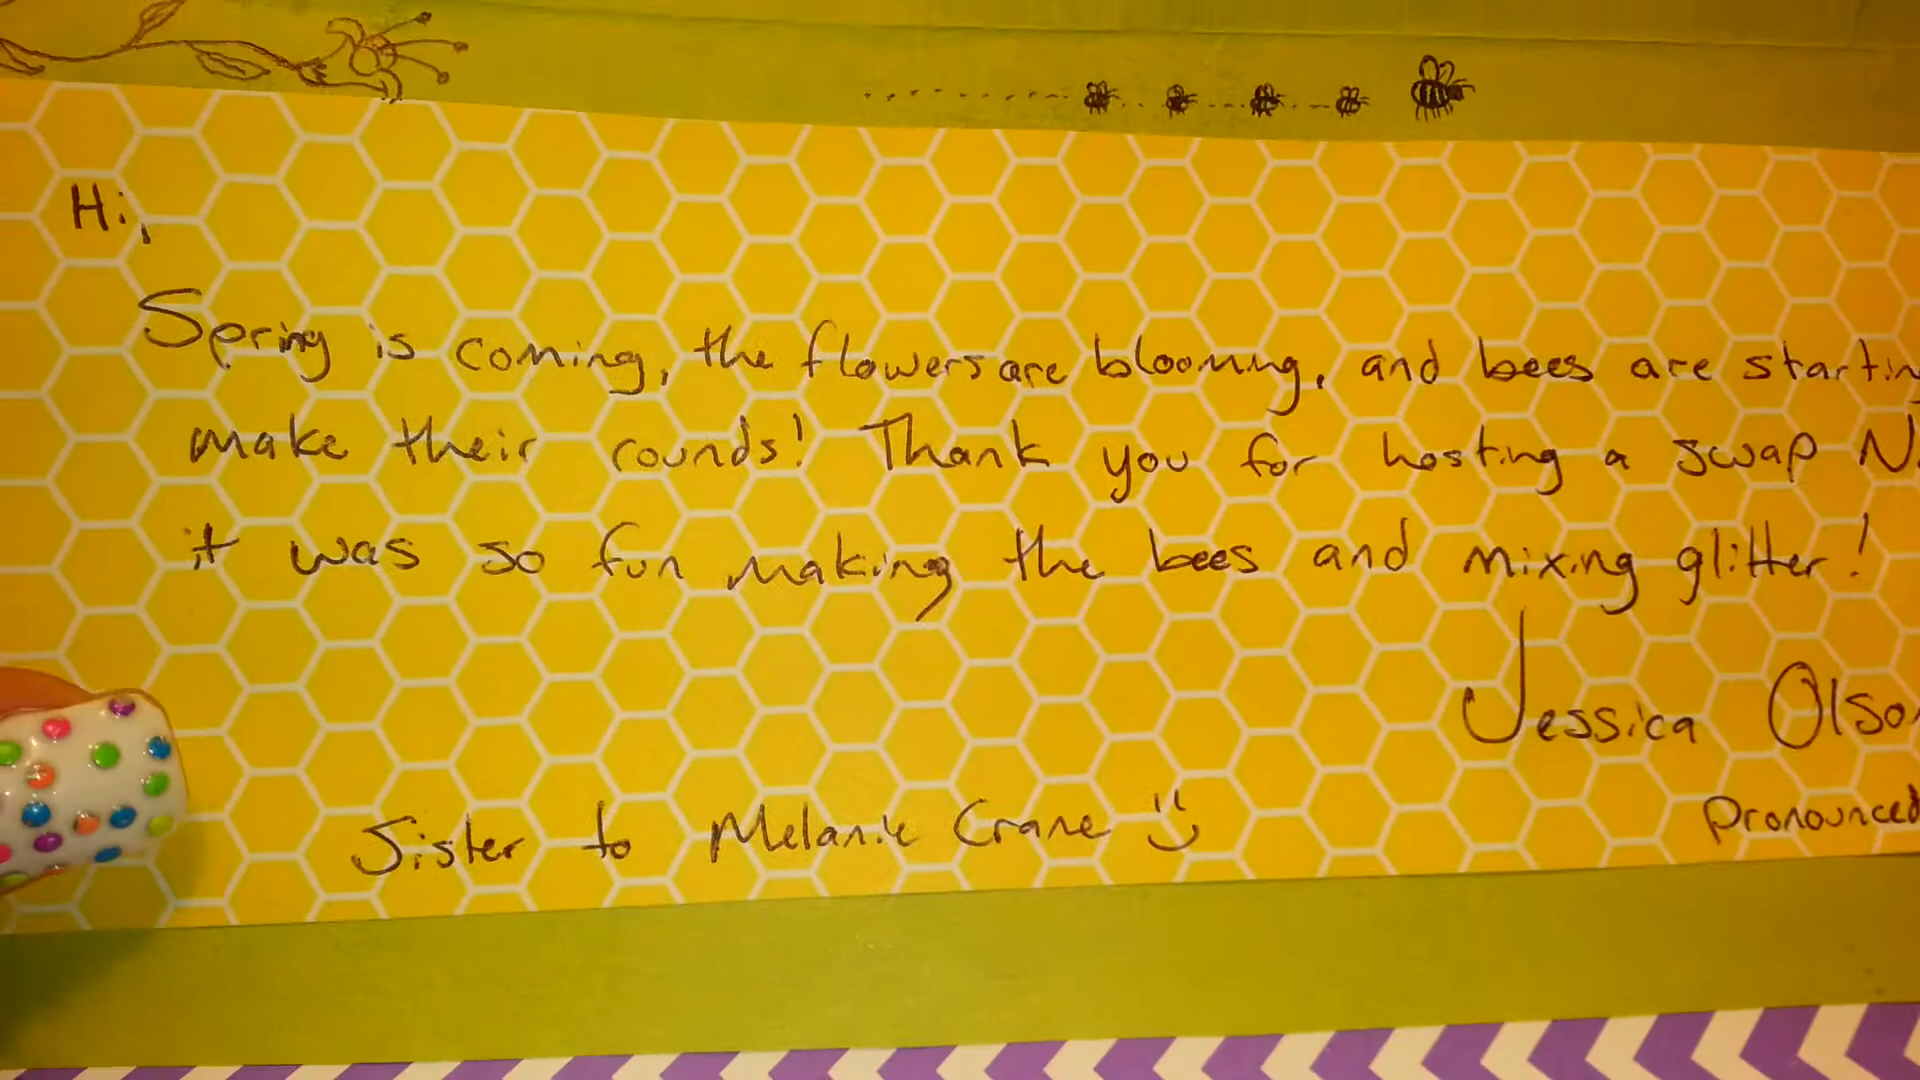 Hi,
Spring is coming, the flowers are blooming, and bees are startin
make their rounds! Thank you for hosting a swap N
it was so fun making the bees and mixing glitter!
Jessica Olso
Sister to Melanie Crane
Pronounced